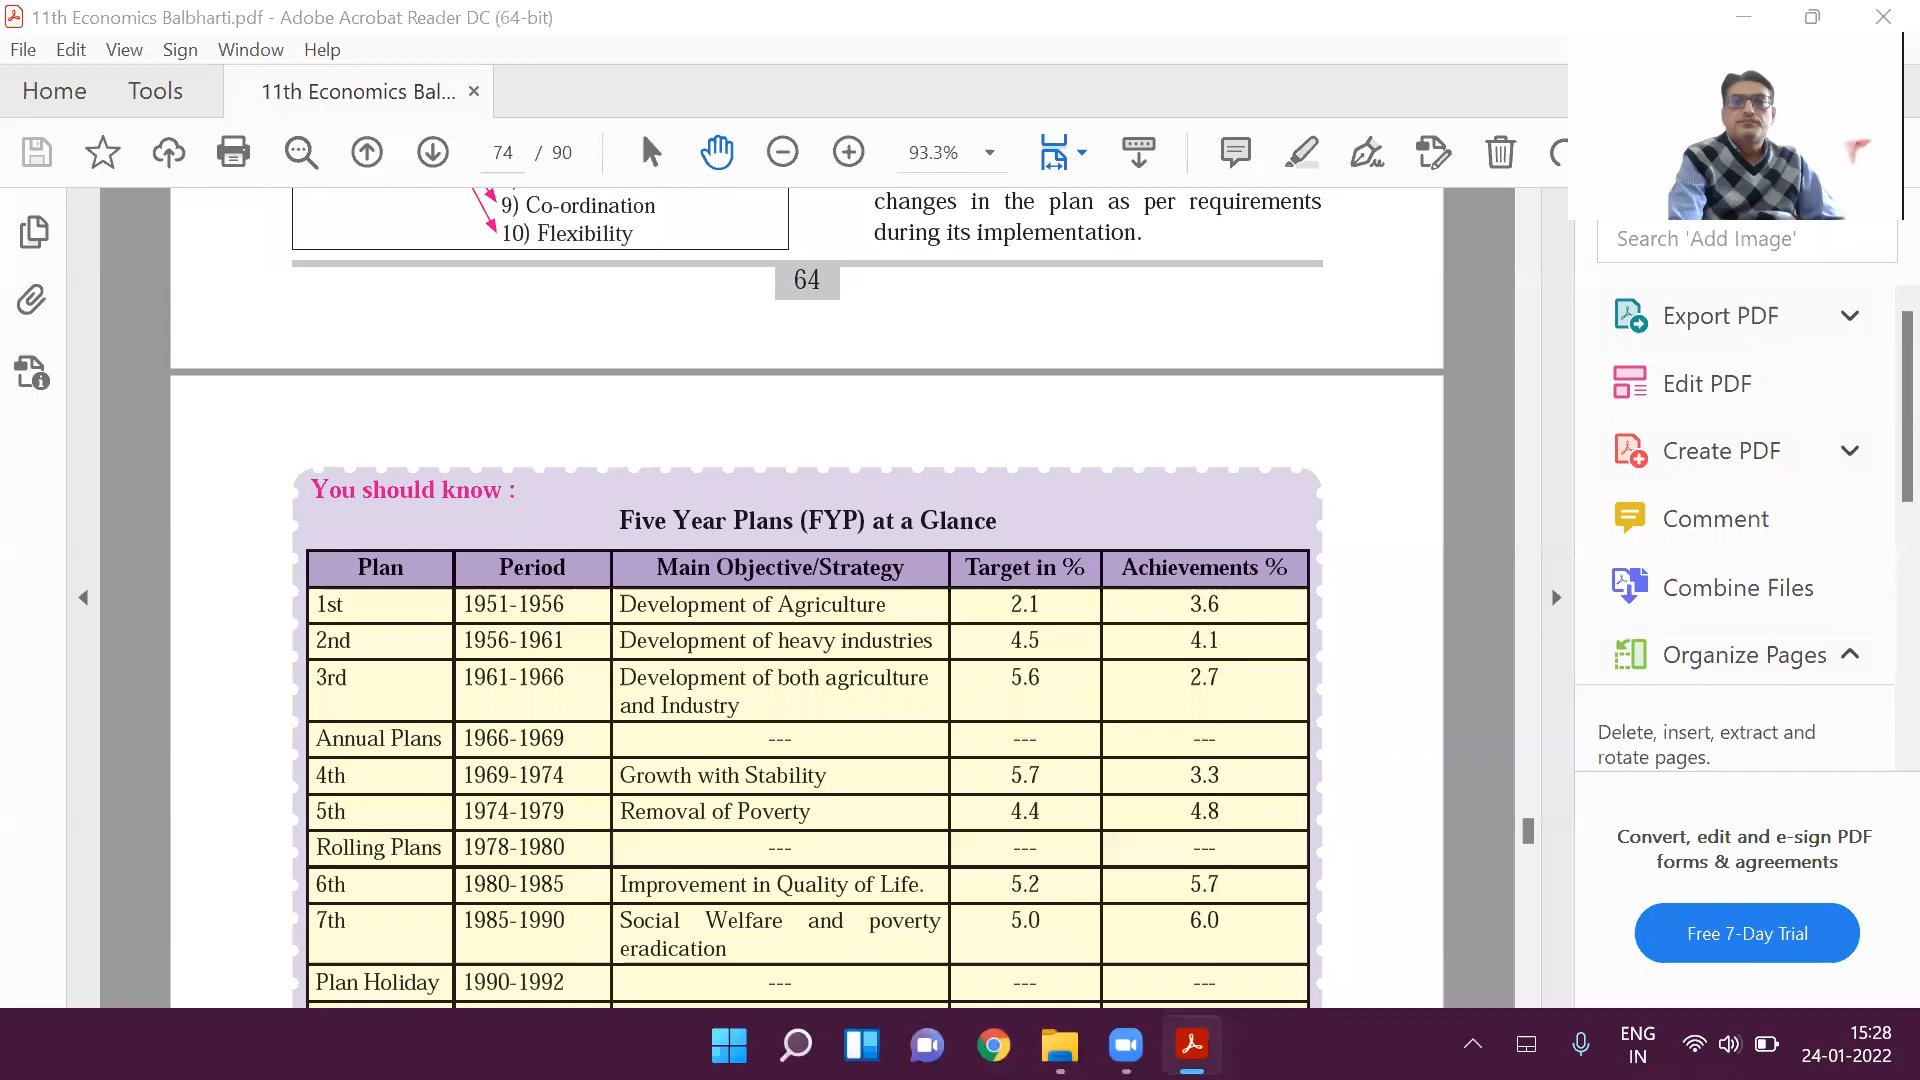 11th Economics Balbharti.pdf - Adobe Acrobat Reader DC (64-bit)
File Edit View Sign Window Help
Home Tools 11th Economics Bal... ×
74 / 90 93.3%
9) Co-ordination
10) Flexibility
changes in the plan as per requirements
during its implementation.
64
You should know :
Five Year Plans (FYP) at a Glance
Plan Period Main Objective/Strategy Target in % Achievements %
1st 1951-1956 Development of Agriculture 2.1 3.6
2nd 1956-1961 Development of heavy industries 4.5 4.1
3rd 1961-1966 Development of both agriculture 5.6 2.7
and Industry
Annual Plans 1966-1969 --- --- ---
4th 1969-1974 Growth with Stability 5.7 3.3
5th 1974-1979 Removal of Poverty 4.4 4.8
Rolling Plans 1978-1980 --- --- ---
6th 1980-1985 Improvement in Quality of Life. 5.2 5.7
7th 1985-1990 Social Welfare and poverty 5.0 6.0
eradication
Plan Holiday 1990-1992 --- --- ---
Search 'Add Image'
Export PDF
Edit PDF
Create PDF
Comment
Combine Files
Organize Pages
Delete, insert, extract and
rotate pages.
Convert, edit and e-sign PDF
forms & agreements
Free 7-Day Trial
ENG
IN
15:28
24-01-2022